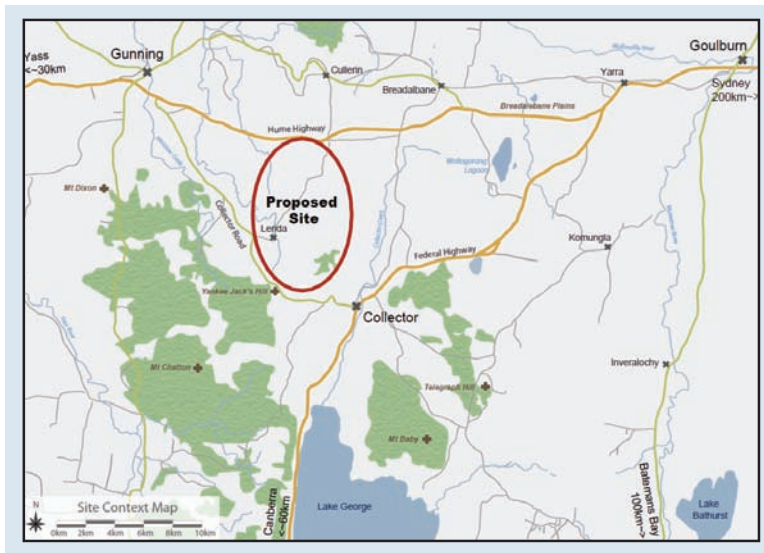 Yass
<~30km
Gunning
Cullerin
Breadalbane
Goulburn
Yarra
Sydney
200km~>
Breadalebane Plains
Hume Highway
Mt Dixon
Collector Road
Proposed
Site
Lerida
Federal Highway
Komungla
Yankee Jack's Hill
Collector
Mt Chatton
Telegraph Hill
Inveralochy
Mt Baby
Lake George
Canberra
<~60km
Batemans Bay
100km~>
Lake
Bathurst
N
Site Context Map
0km 2km 4km 6km 8km 10km